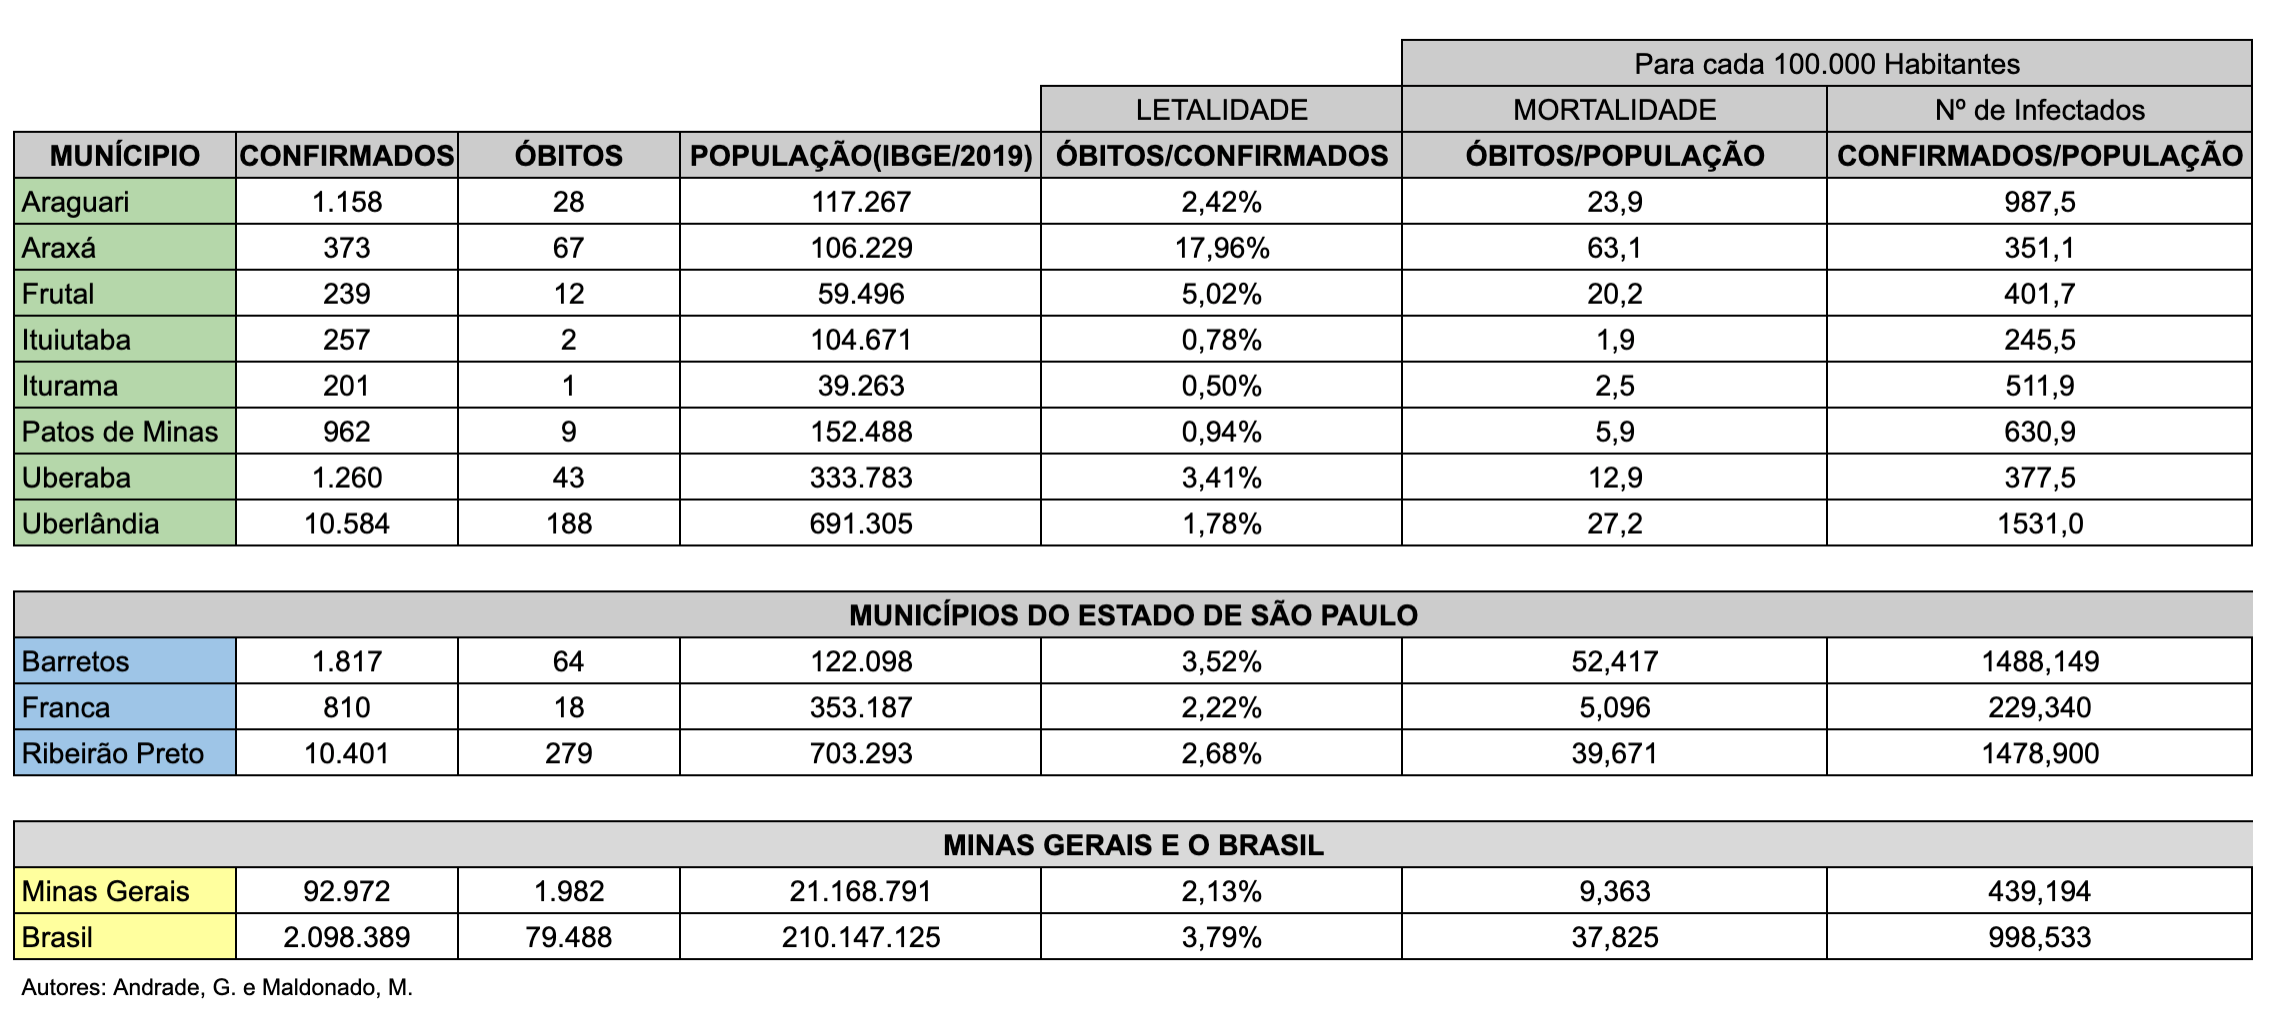 Para cada 100.000 Habitantes
LETALIDADE MORTALIDADE Nº de Infectados
MUNÍCIPIO CONFIRMADOS ÓBITOS POPULAÇÃO(IBGE/2019) ÓBITOS/CONFIRMADOS ÓBITOS/POPULAÇÃO CONFIRMADOS/POPULAÇÃO
Araguari 1.158 28 117.267 2,42% 23,9 987,5
Araxá 373 67 106.229 17,96% 63,1 351,1
Frutal 239 12 59.496 5,02% 20,2 401,7
Ituiutaba 257 2 104.671 0,78% 1,9 245,5
Iturama 201 1 39.263 0,50% 2,5 511,9
Patos de Minas 962 9 152.488 0,94% 5,9 630,9
Uberaba 1.260 43 333.783 3,41% 12,9 377,5
Uberlândia 10.584 188 691.305 1,78% 27,2 1531,0
MUNICÍPIOS DO ESTADO DE SÃO PAULO
Barretos 1.817 64 122.098 3,52% 52,417 1488,149
Franca 810 18 353.187 2,22% 5,096 229,340
Ribeirão Preto 10.401 279 703.293 2,68% 39,671 1478,900
MINAS GERAIS E O BRASIL
Minas Gerais 92.972 1.982 21.168.791 2,13% 9,363 439,194
Brasil 2.098.389 79.488 210.147.125 3,79% 37,825 998,533
Autores: Andrade, G. e Maldonado, M.